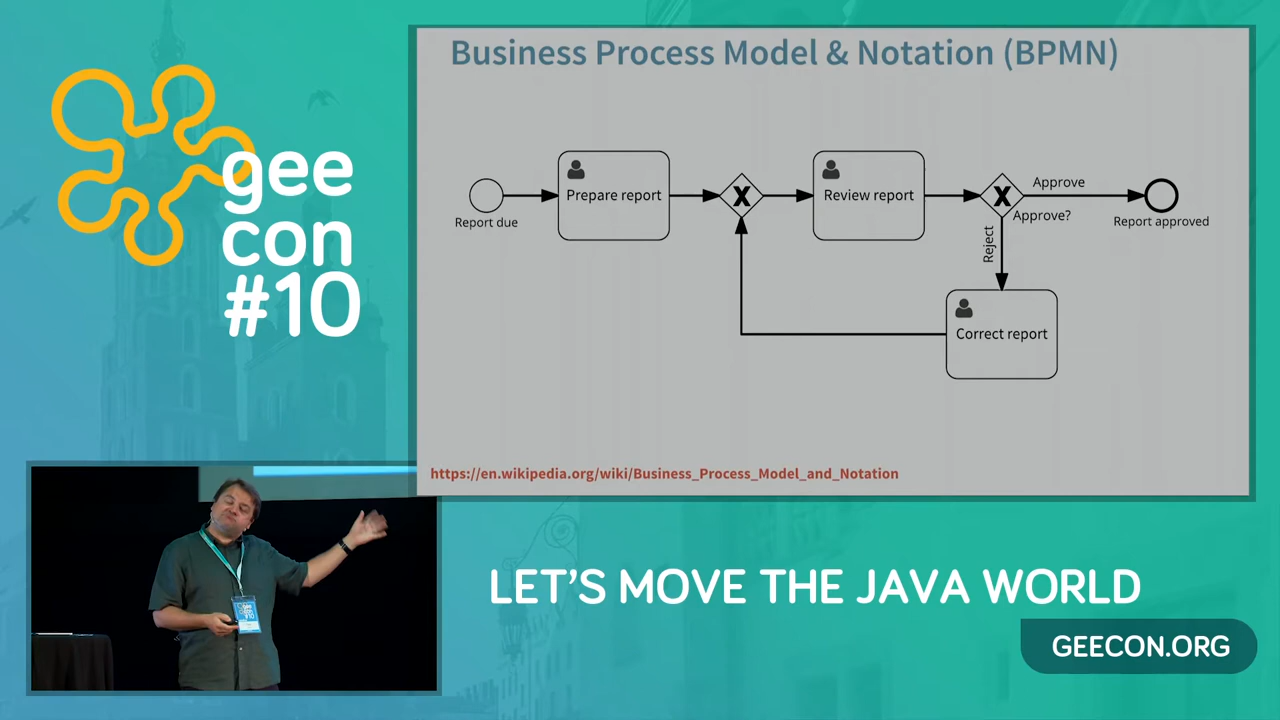 gee
con
#10
Business Process Model & Notation (BPMN)
Report due
Prepare report
X
Review report
X
Approve
Approve?
Reject
Report approved
Correct report
https://en.wikipedia.org/wiki/Business_Process_Model_and_Notation
LET'S MOVE THE JAVA WORLD
GEECON.ORG